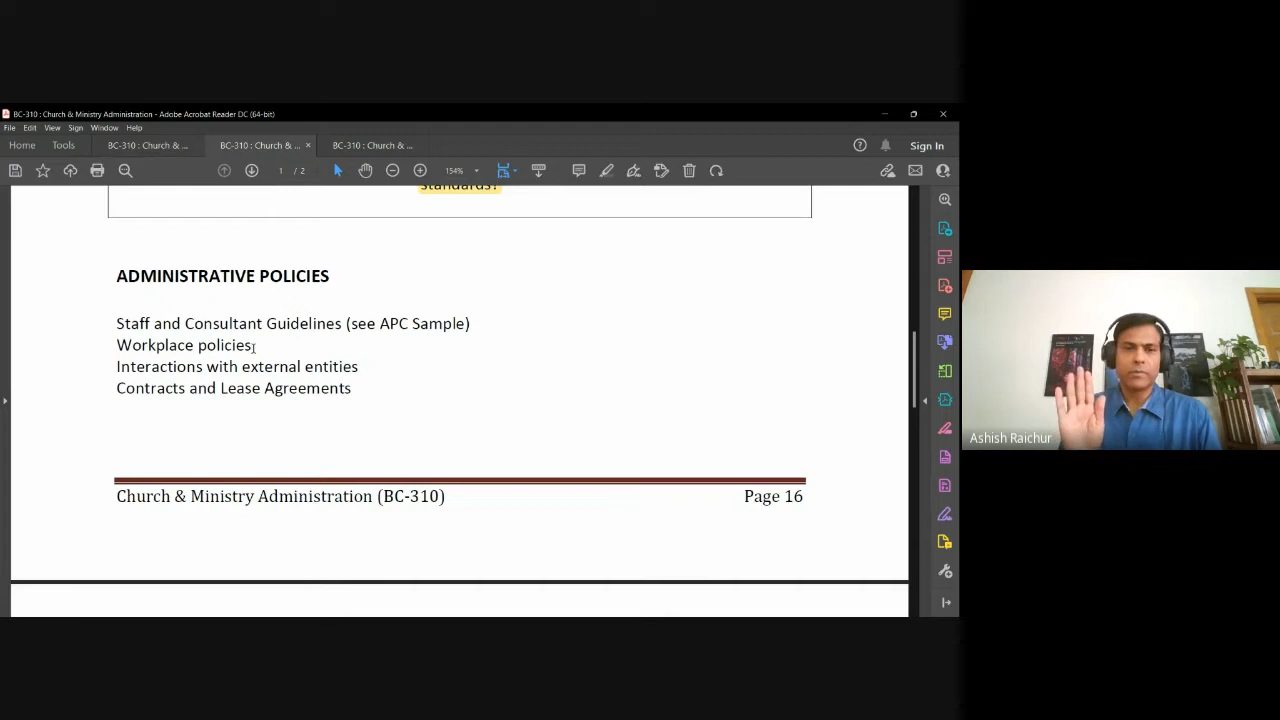 BC-310 : Church & Ministry Administration - Adobe Acrobat Reader DC (64-bit)
File Edit View Sign Window Help
Home Tools BC-310 : Church & ... BC-310 : Church & ... × BC-310 : Church & ... Sign In
1 / 2 154%
standards?
ADMINISTRATIVE POLICIES
Staff and Consultant Guidelines (see APC Sample)
Workplace policies
Interactions with external entities
Contracts and Lease Agreements
Church & Ministry Administration (BC-310) Page 16
Ashish Raichur